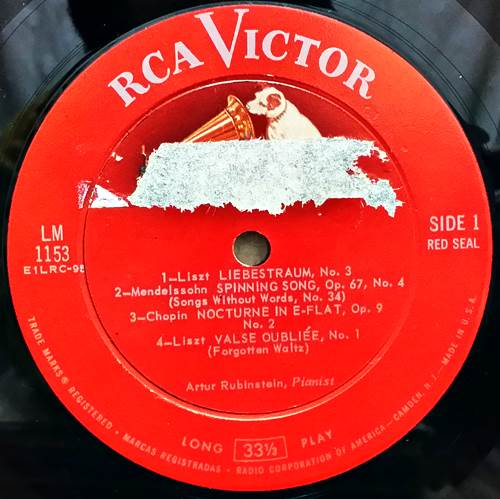 RCA VICTOR
LM
1153
E1LRC-95
SIDE 1
RED SEAL
1—Liszt LIEBESTRAUM, No. 3
2—Mendelssohn SPINNING SONG, Op. 67, No. 4
(Songs Without Words, No. 34)
3—Chopin NOCTURNE IN E-FLAT, Op. 9
No. 2
4—Liszt VALSE OUBLIÉE, No. 1
(Forgotten Waltz)
Artur Rubinstein, Pianist
LONG 33⅓ PLAY
TRADE MARKS ® REGISTERED • MARCAS REGISTRADAS • RADIO CORPORATION OF AMERICA—CAMDEN, N. J.—MADE IN U.S.A.